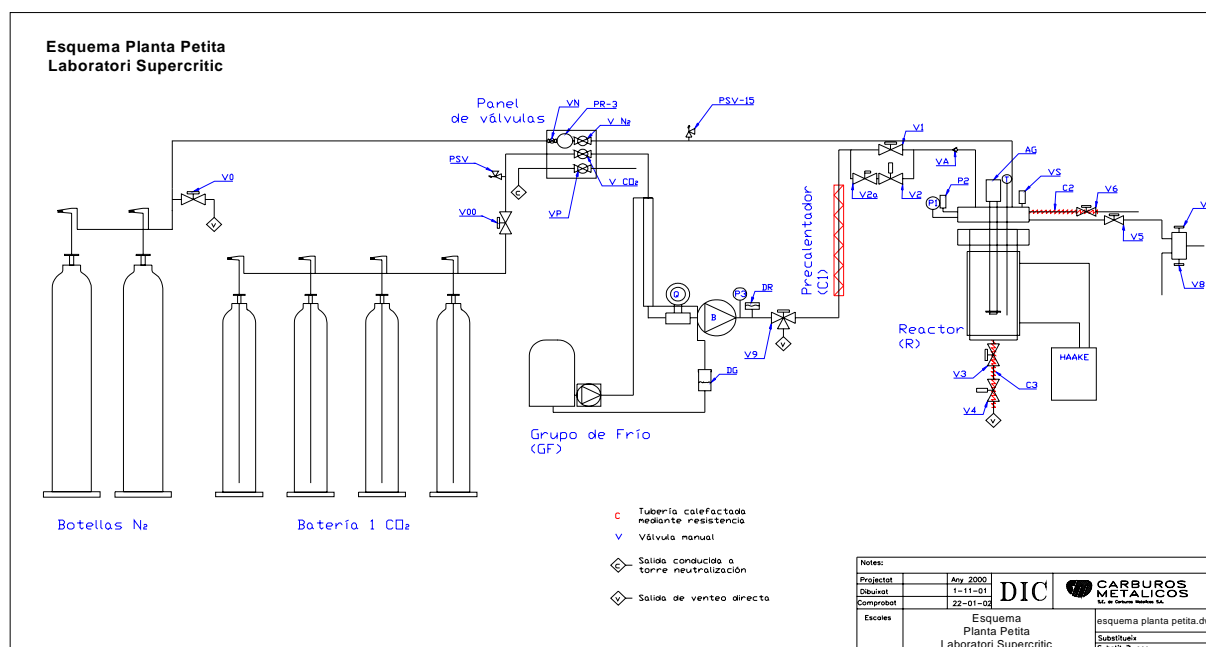 Esquema Planta Petita
Laboratori Supercritic
Panel
de válvulas
VN
PR-3
V N₂
PSV-15
V1
AG
PSV
V CO₂
VA
P2
VS
C2
V6
V0
C
VP
V2a
V2
P1
T
V00
V
V5
V
V8
Precalentador
(C1)
Q
B
P3
DR
V9
V
Reactor
(R)
HAAKE
V3
C3
V4
V
DG
Grupo de Frío
(GF)
Botellas N₂
Batería 1 CO₂
C Tubería calefactada
mediante resistencia
V Válvula manual
C Salida conducida a
torre neutralización
V Salida de venteo directa
Notes:
Projectat Any 2000
Dibuixat 1-11-01
Comprobat 22-01-02
DIC
CARBUROS
METALICOS
S.E. de Carburos Metalicos S.A.
Escales
Esquema
Planta Petita
Laboratori Supercritic
esquema planta petita.dw
Substitueix